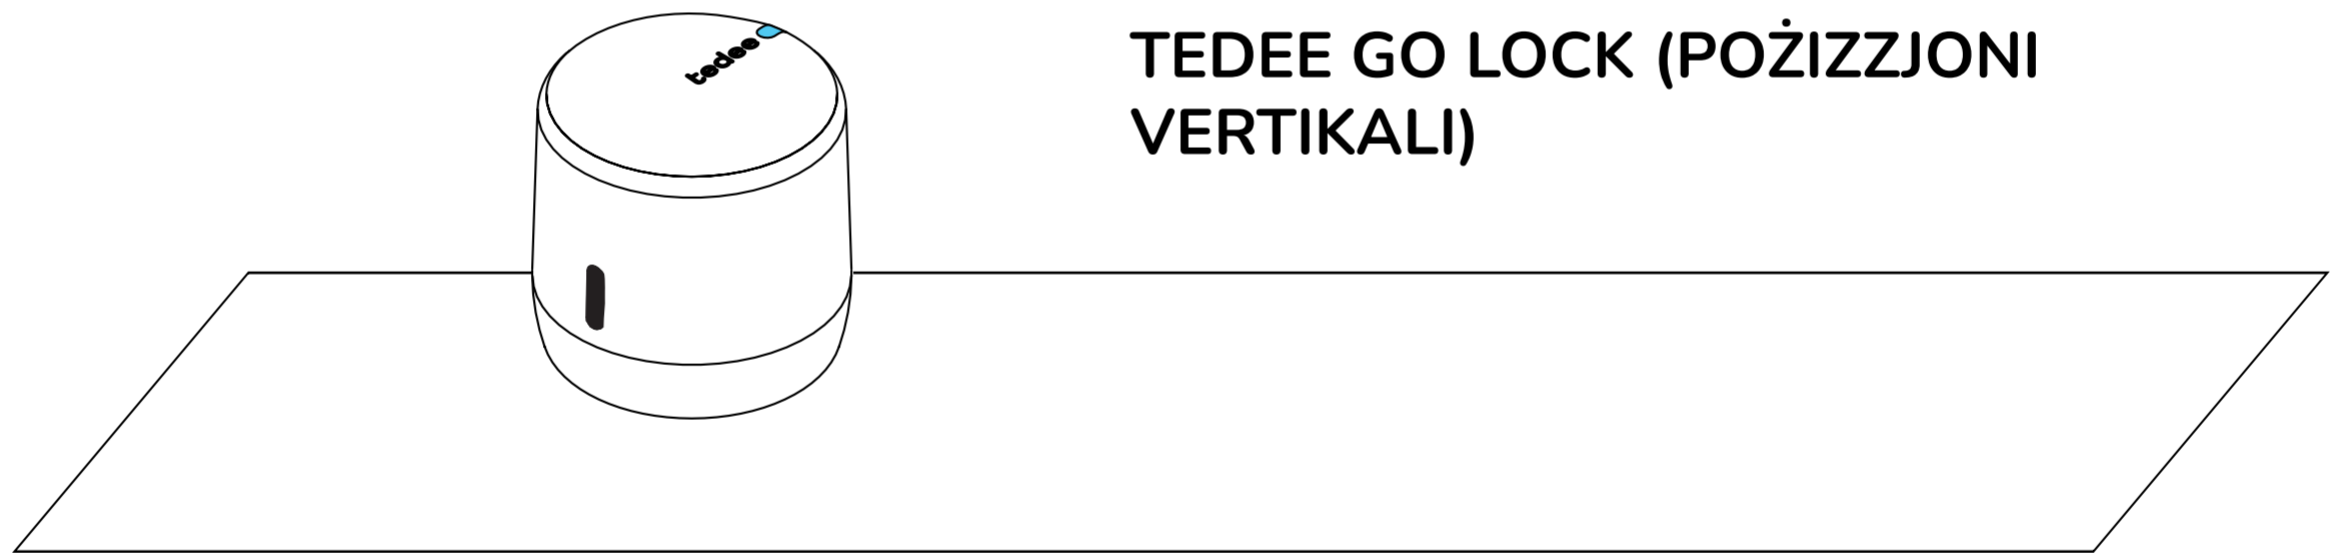 tedee
TEDEE GO LOCK (POŻIZZJONI
VERTIKALI)